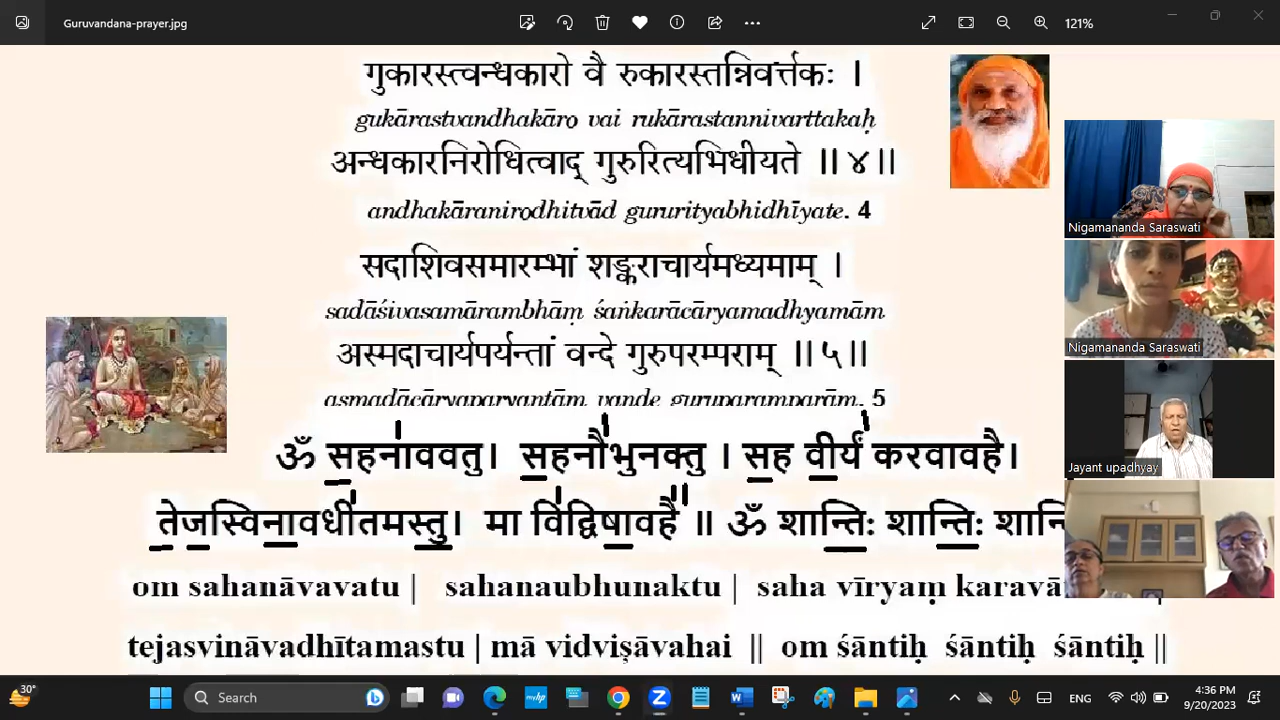 Guruvandana-prayer.jpg
121%
गुकारस्त्वन्धकारो वै रुकारस्तन्निवर्त्तकः ।
gukārastvandhakāro vai rukārastannivarttakaḥ
अन्धकारनिरोधित्वाद् गुरुरित्यभिधीयते ॥ ४॥
andhakāranirodhitvād gururityabhidhīyate. 4
सदाशिवसमारम्भां शङ्कराचार्यमध्यमाम् ।
sadāśivasamārambhāṃ śaṅkarācāryamadhyamām
अस्मदाचार्यपर्यन्तां वन्दे गुरुपरम्पराम् ॥५॥
asmadācāryaparyantām vande guruparamparām. 5
ॐ स॒हना॑ववतु। स॒हनौ॑भुनक्तु । स॒ह वी॒र्यं॑ करवावहै।
ते॒ज॒स्विना॒वधी॑तमस्तु॒। मा वि॑द्विषा॒वहै᳚ ॥ ॐ शान्तिः॒ शान्तिः॒ शान्
om sahanāvavatu | sahanaubhunaktu | saha vīryaṃ karavā
tejasvināvadhītamastu | mā vidviṣāvahai || om śāntiḥ śāntiḥ śāntiḥ ||
Nigamananda Saraswati
Nigamananda Saraswati
Jayant upadhyay
30°
Search
ENG
4:36 PM
9/20/2023